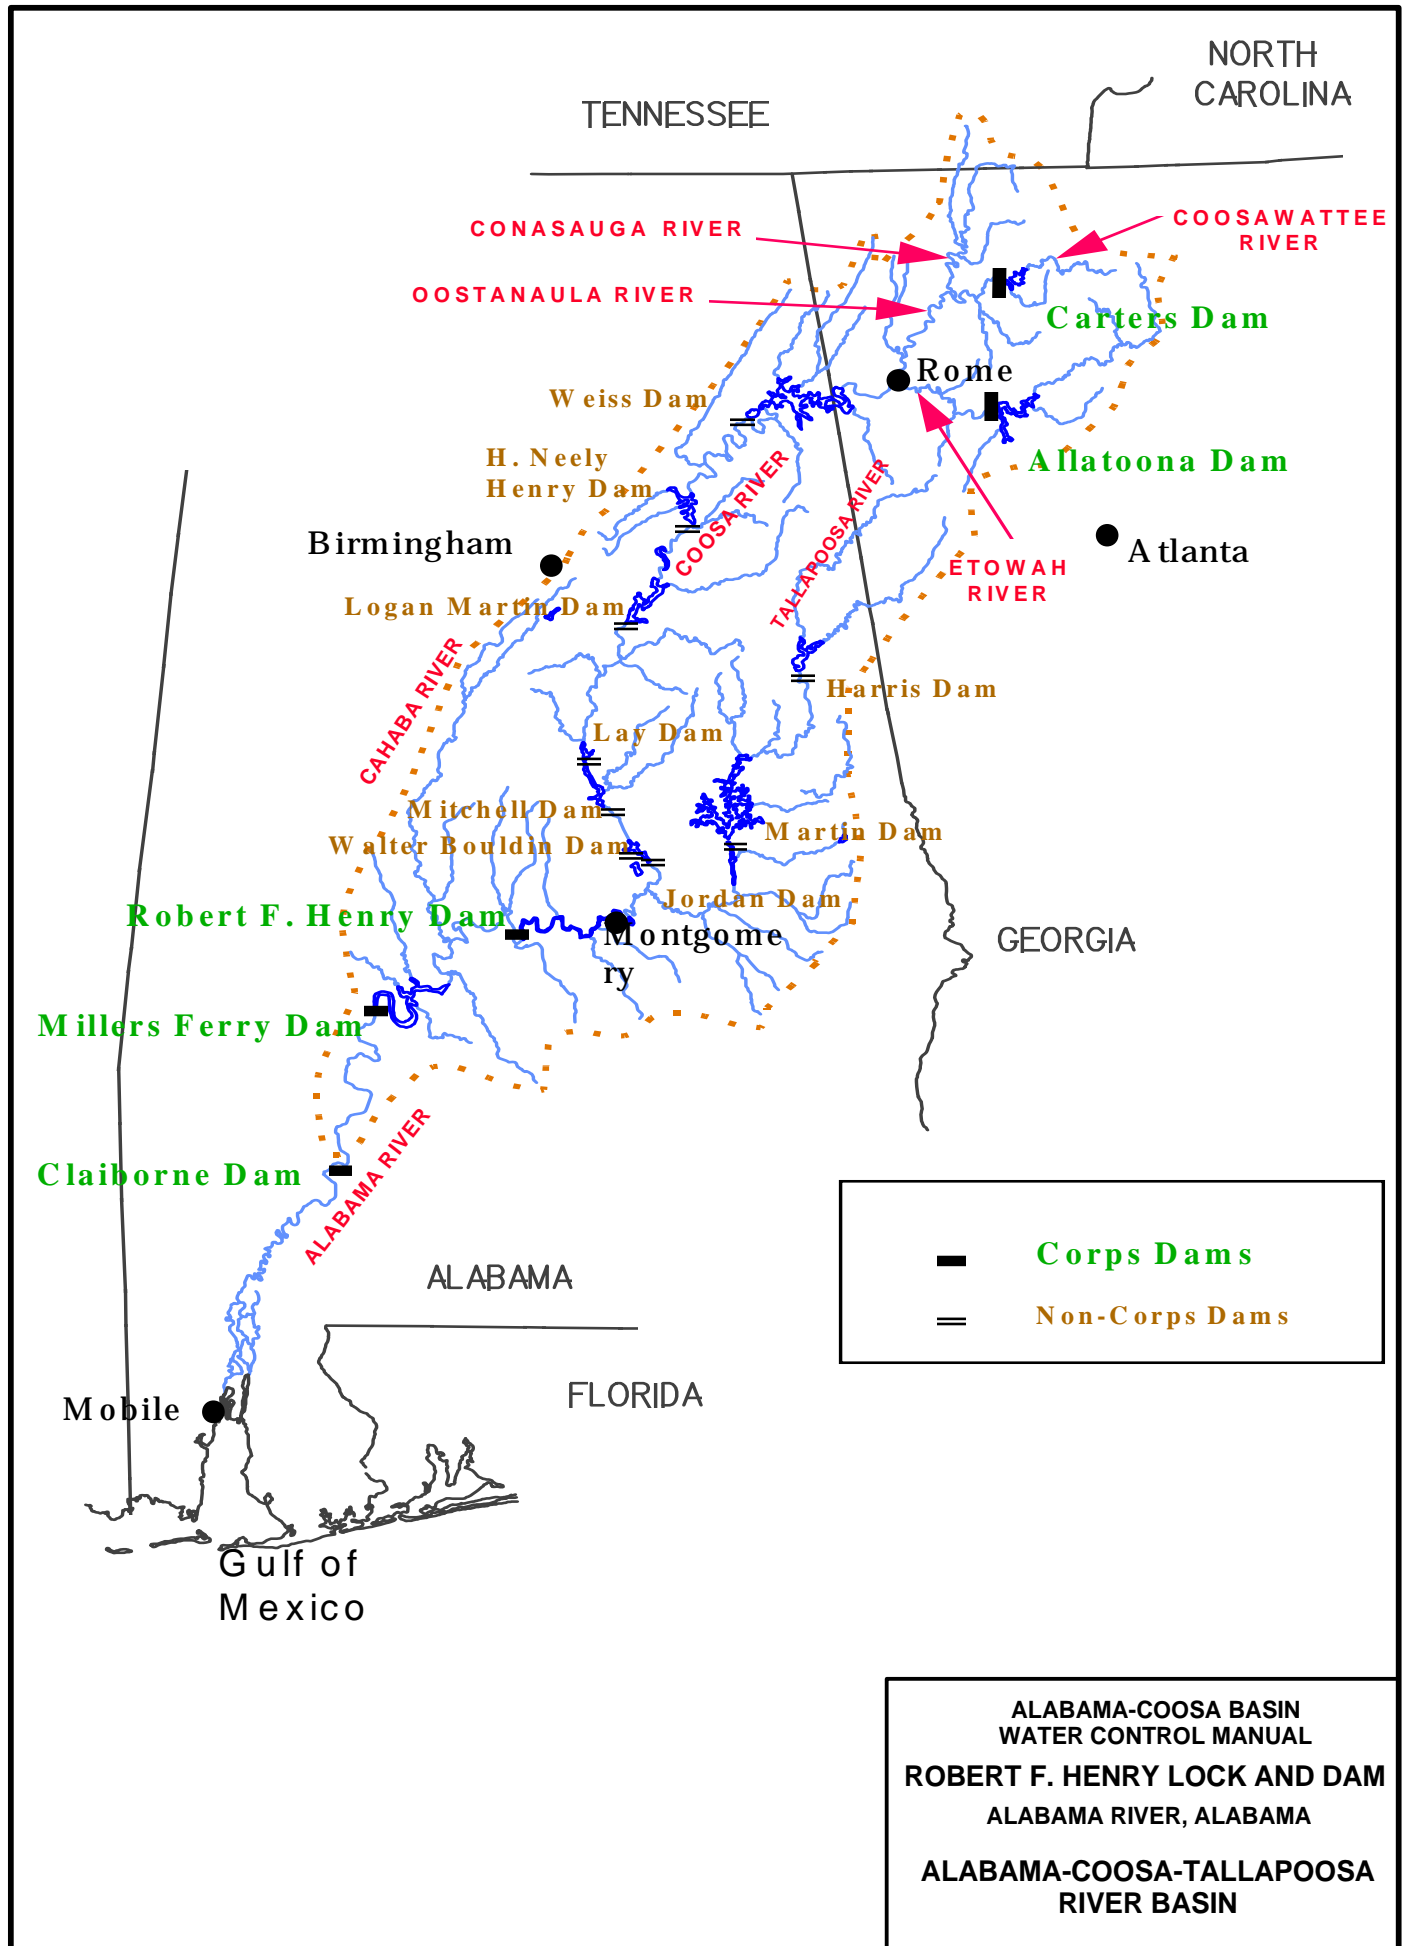 NORTH
CAROLINA
TENNESSEE
CONASAUGA RIVER
COOSAWATTEE
RIVER
OOSTANAULA RIVER
Carters Dam
Rome
Weiss Dam
Allatoona Dam
H. Neely
Henry Dam
COOSA RIVER
TALLAPOOSA RIVER
Birmingham
Atlanta
ETOWAH
RIVER
Logan Martin Dam
CAHABA RIVER
Harris Dam
Lay Dam
Mitchell Dam
Martin Dam
Walter Bouldin Dam
Jordan Dam
Robert F. Henry Dam
Montgome
ry
GEORGIA
Millers Ferry Dam
ALABAMA RIVER
Claiborne Dam
Corps Dams
Non-Corps Dams
ALABAMA
FLORIDA
Mobile
Gulf of
Mexico
ALABAMA-COOSA BASIN
WATER CONTROL MANUAL
ROBERT F. HENRY LOCK AND DAM
ALABAMA RIVER, ALABAMA
ALABAMA-COOSA-TALLAPOOSA
RIVER BASIN